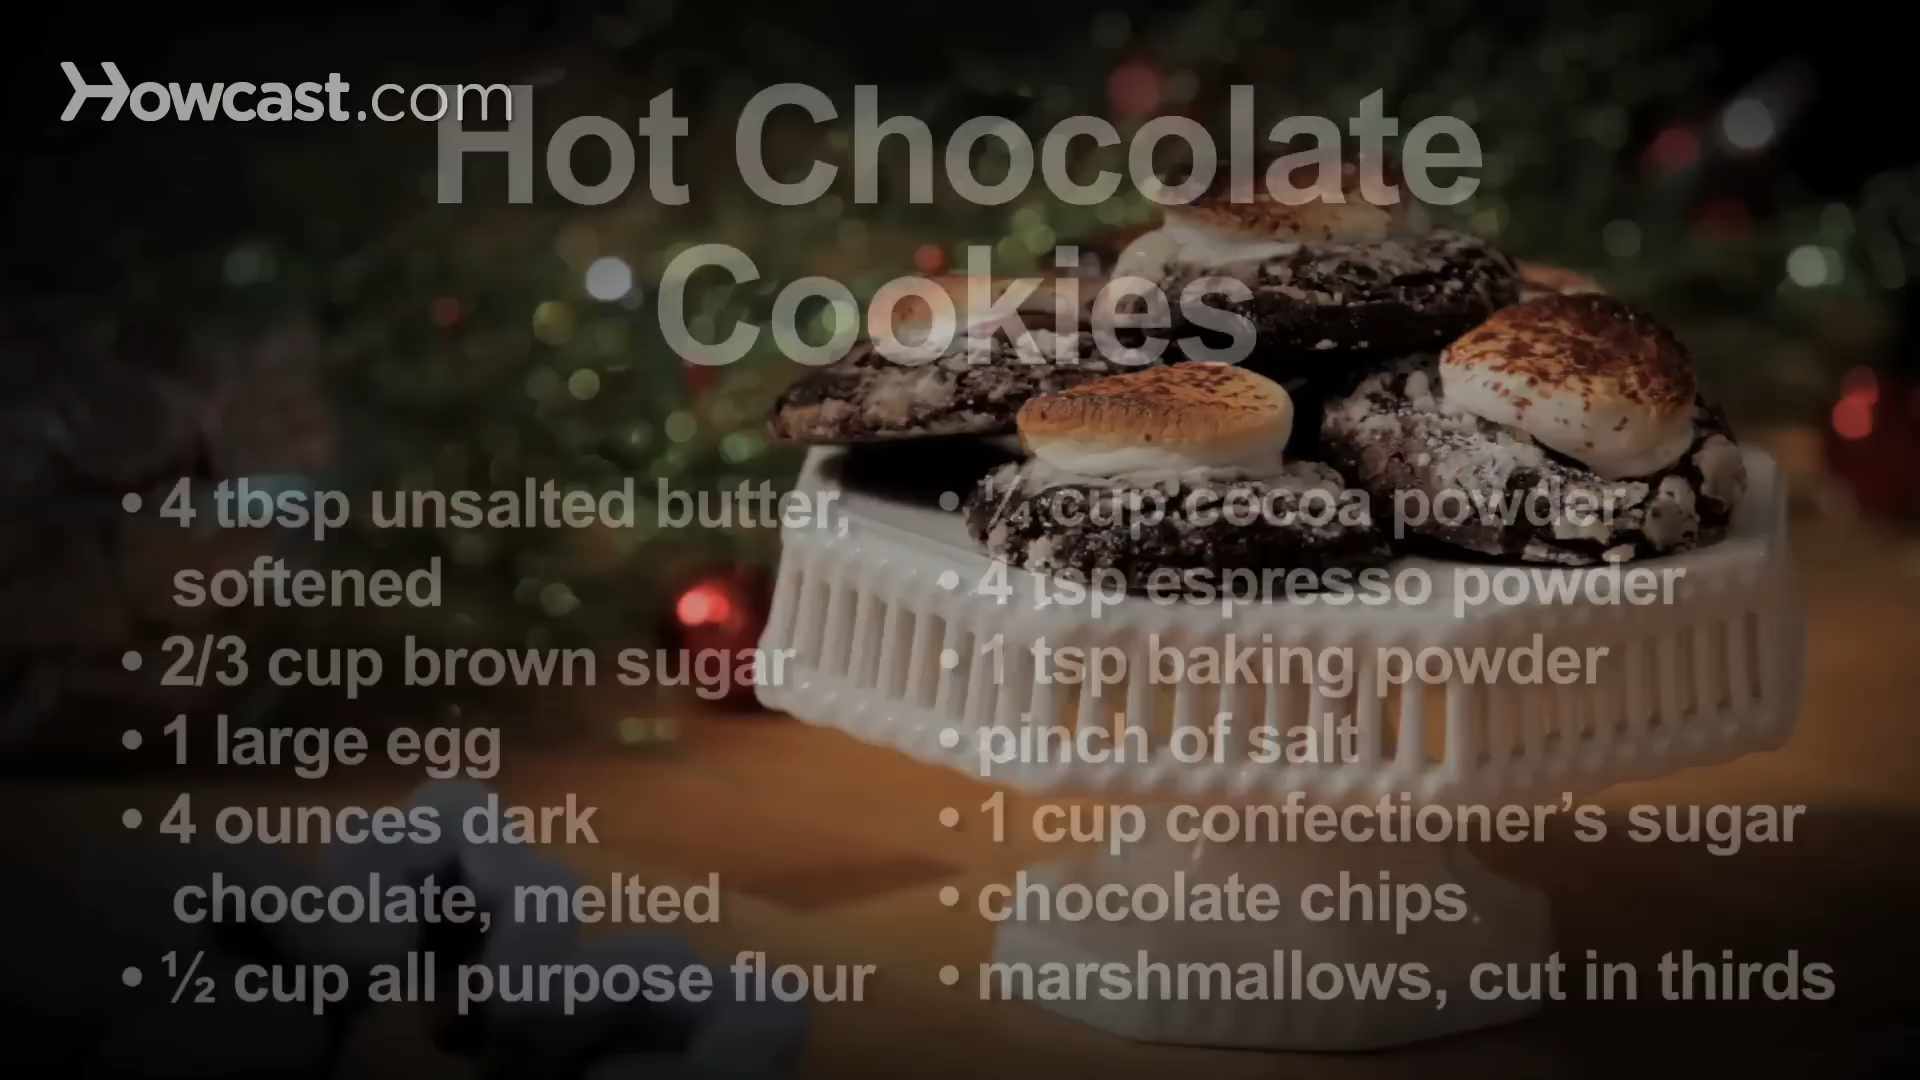 Howcast.com
Hot Chocolate
Cookies
• 4 tbsp unsalted butter,
softened
• 2/3 cup brown sugar
• 1 large egg
• 4 ounces dark
chocolate, melted
• ½ cup all purpose flour
• cup cocoa powder
• 4 tsp espresso powder
• 1 tsp baking powder
• pinch of salt
• 1 cup confectioner’s sugar
• chocolate chips
• marshmallows, cut in thirds